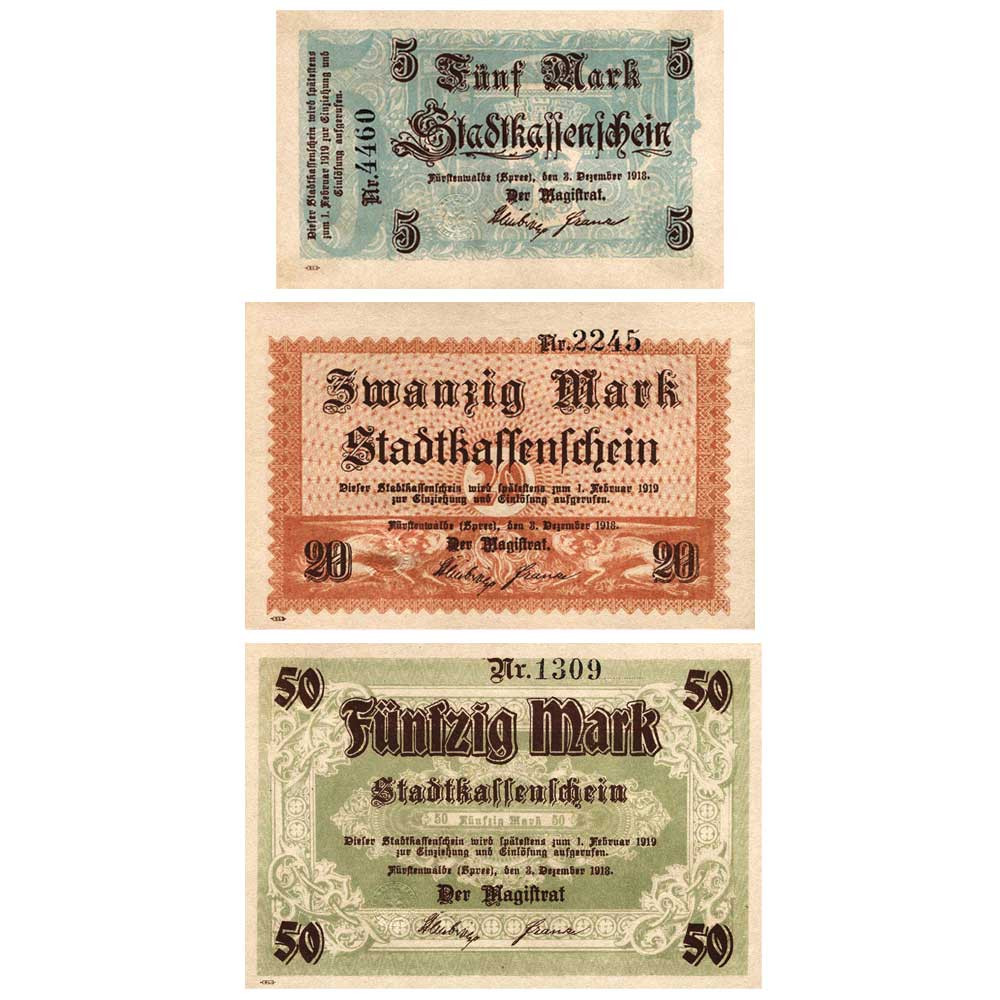 Dieser Stadtkassenschein wird spätestens
zum 1. Februar 1919 zur Einziehung und
Einlösung aufgerufen.
Nr. 4460
5 5
Fünf Mark
Stadtkassenschein
Fürstenwalde (Spree), den 3. Dezember 1918.
Der Magistrat.
5 5
Nr. 2245
Zwanzig Mark
Stadtkassenschein
20
Dieser Stadtkassenschein wird spätestens zum 1. Februar 1919
zur Einziehung und Einlösung aufgerufen.
Fürstenwalde (Spree), den 3. Dezember 1918.
Der Magistrat.
20 20
Nr. 1309
50 50
Fünfzig Mark
Stadtkassenschein
50 Fünfzig Mark 50
Dieser Stadtkassenschein wird spätestens zum 1. Februar 1919
zur Einziehung und Einlösung aufgerufen.
Fürstenwalde (Spree), den 3. Dezember 1918.
Der Magistrat
50 50